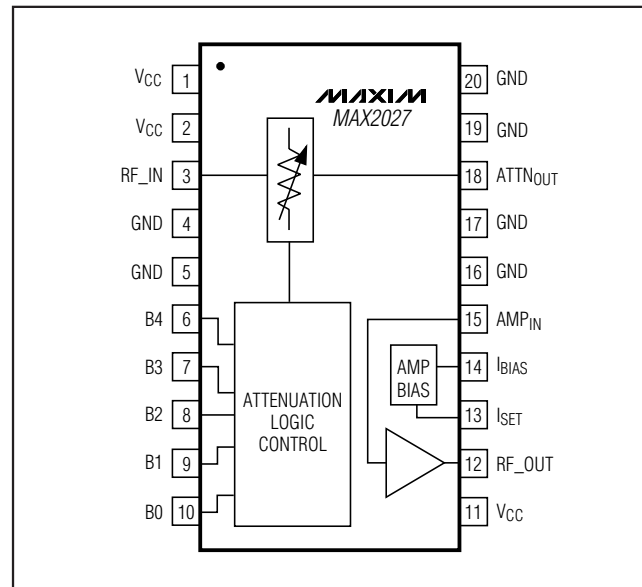 VCC 1
VCC 2
RF_IN 3
GND 4
GND 5
B4 6
B3 7
B2 8
B1 9
B0 10
MAXIM
MAX2027
ATTENUATION
LOGIC
CONTROL
AMP
BIAS
20 GND
19 GND
18 ATTNOUT
17 GND
16 GND
15 AMPIN
14 IBIAS
13 ISET
12 RF_OUT
11 VCC